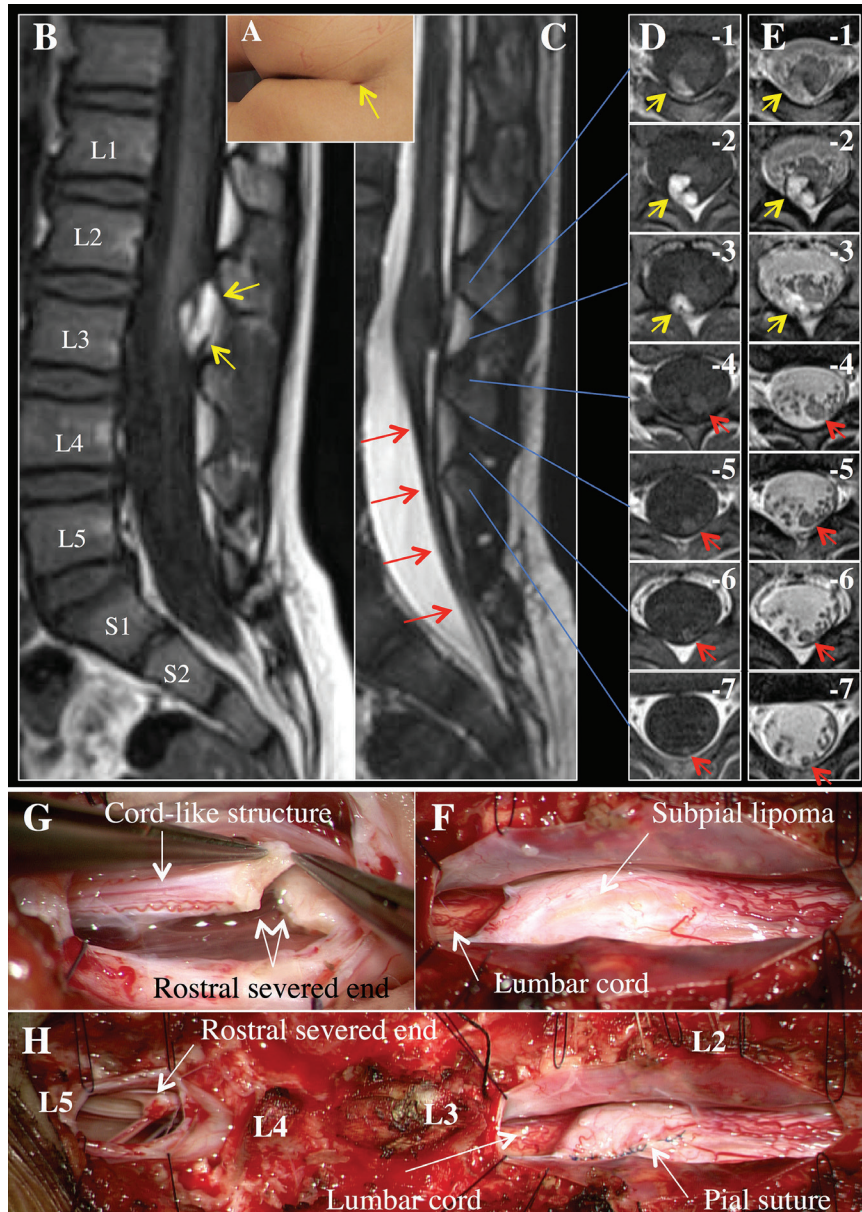 B
A
C
D
E
-1
-1
-2
-2
-3
-3
-4
-4
-5
-5
-6
-6
-7
-7
L1
L2
L3
L4
L5
S1
S2
G
Cord-like structure
Rostral severed end
F
Subpial lipoma
Lumbar cord
H
Rostral severed end
L5
L4
L3
L2
Lumbar cord
Pial suture